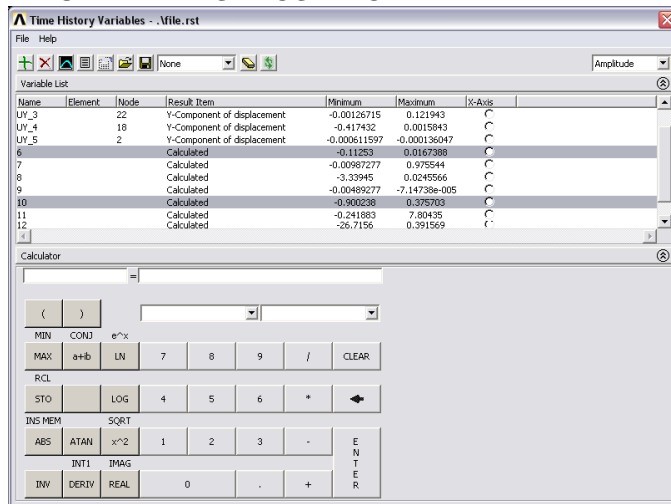 Time History Variables - .\file.rst
File Help
None Amplitude
Variable List
Name Element Node Result Item Minimum Maximum X-Axis
UY_3 22 Y-Component of displacement -0.00126715 0.121943
UY_4 18 Y-Component of displacement -0.417432 0.0015843
UY_5 2 Y-Component of displacement -0.000611597 -0.000136047
6 Calculated -0.11253 0.0167388
7 Calculated -0.00987277 0.975544
8 Calculated -3.33945 0.0245566
9 Calculated -0.00489277 -7.14738e-005
10 Calculated -0.900238 0.375703
11 Calculated -0.241883 7.80435
12 Calculated -26.7156 0.391569
Calculator
=
( )
MIN CONJ e^x
MAX a+ib LN 7 8 9 / CLEAR
RCL
STO LOG 4 5 6 *
INS MEM SQRT
ABS ATAN x^2 1 2 3 - ENTER
INT1 IMAG
INV DERIV REAL 0 . +